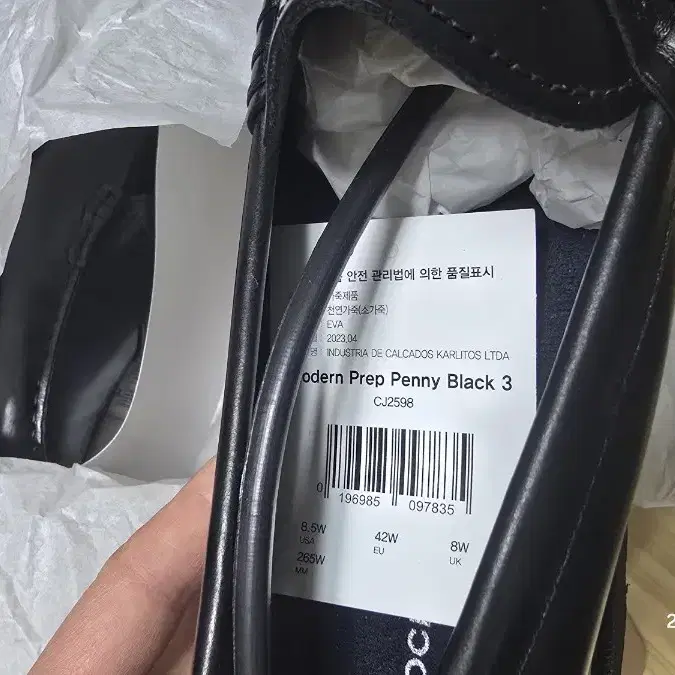 안전 관리법에 의한 품질표시
가죽제품
천연가죽(소가죽)
EVA
2023.04
INDUSTRIA DE CALCADOS KARLITOS LTDA
odern Prep Penny Black 3
CJ2598
0 196985 097835
8.5W 42W 8W
USA EU UK
265W
MM
2